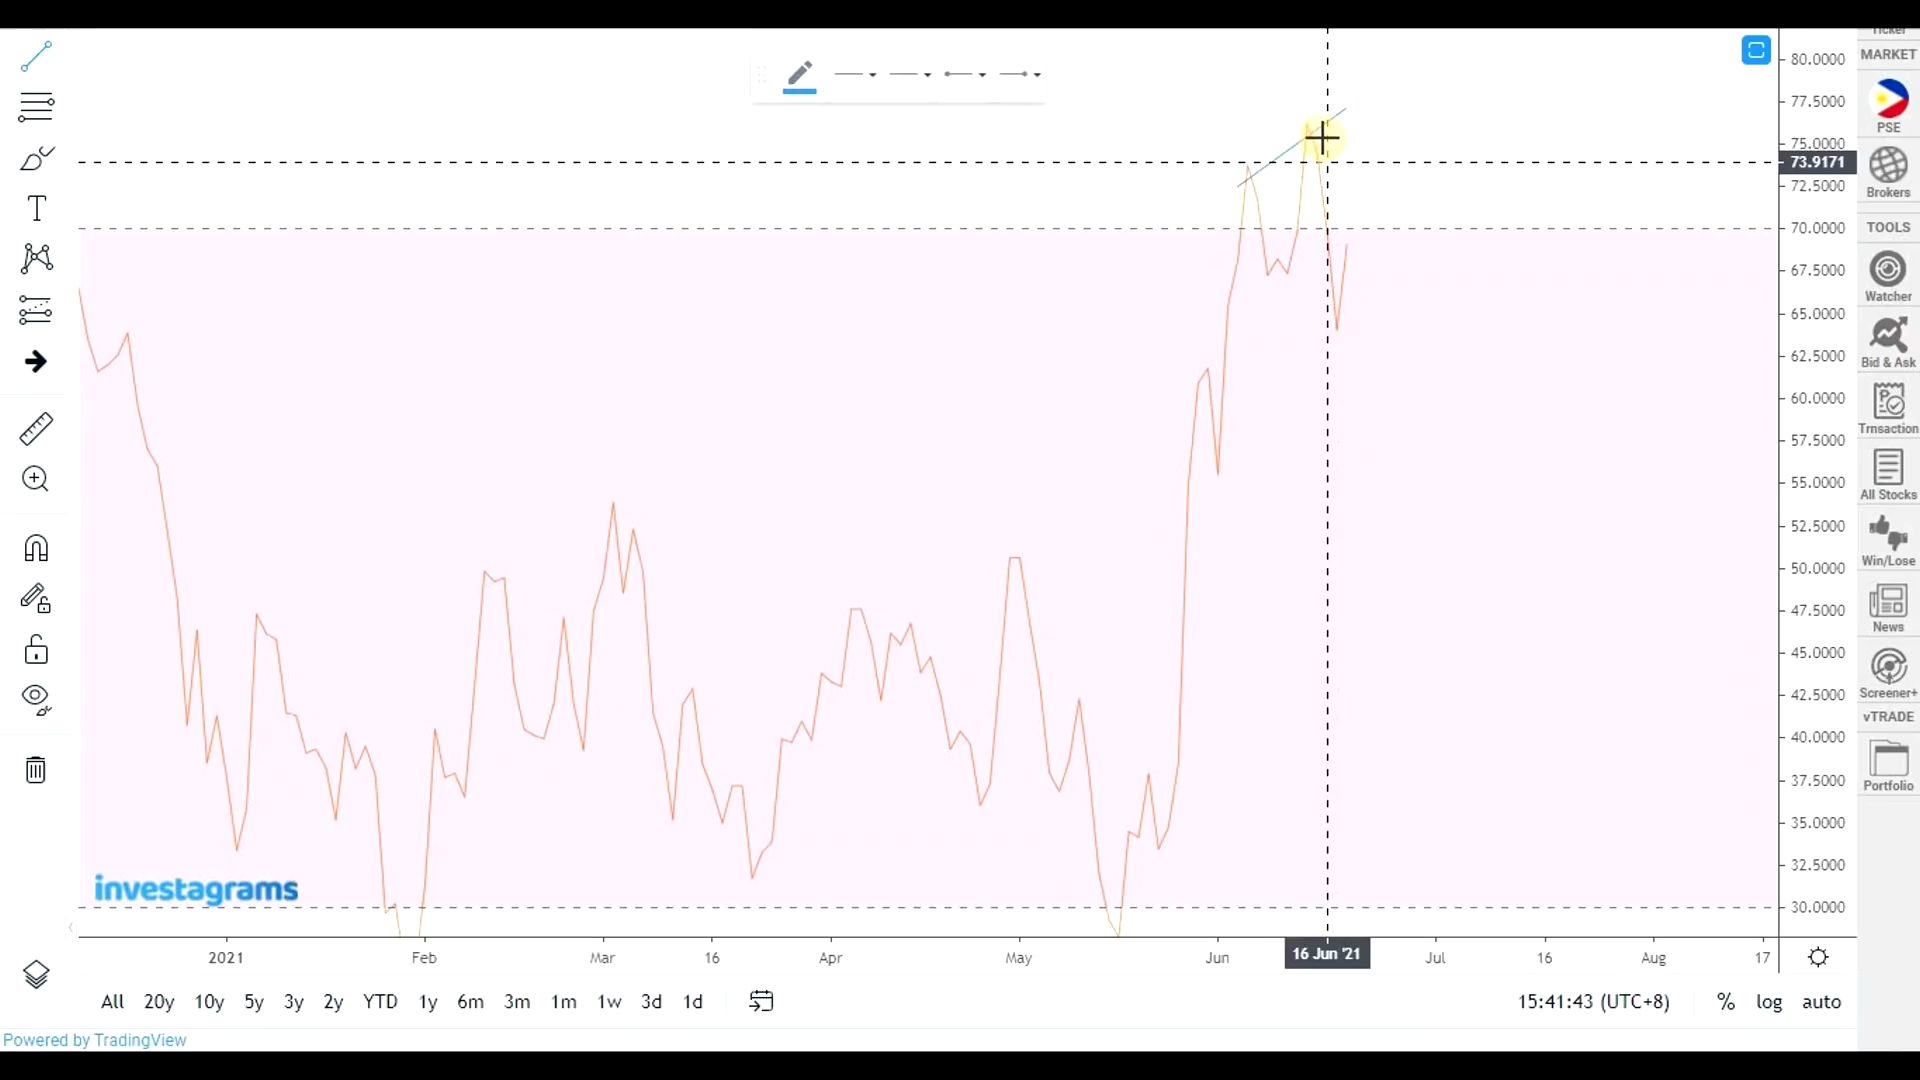 Ticker
MARKET
PSE
Brokers
TOOLS
Watcher
Bid & Ask
Trnsaction
All Stocks
Win/Lose
News
Screener+
vTRADE
Portfolio
80.0000
77.5000
75.0000
73.9171
72.5000
70.0000
67.5000
65.0000
62.5000
60.0000
57.5000
55.0000
52.5000
50.0000
47.5000
45.0000
42.5000
40.0000
37.5000
35.0000
32.5000
30.0000
investagrams
2021 Feb Mar 16 Apr May Jun 16 Jun '21 Jul 16 Aug 17
All 20y 10y 5y 3y 2y YTD 1y 6m 3m 1m 1w 3d 1d 15:41:43 (UTC+8) % log auto
Powered by TradingView